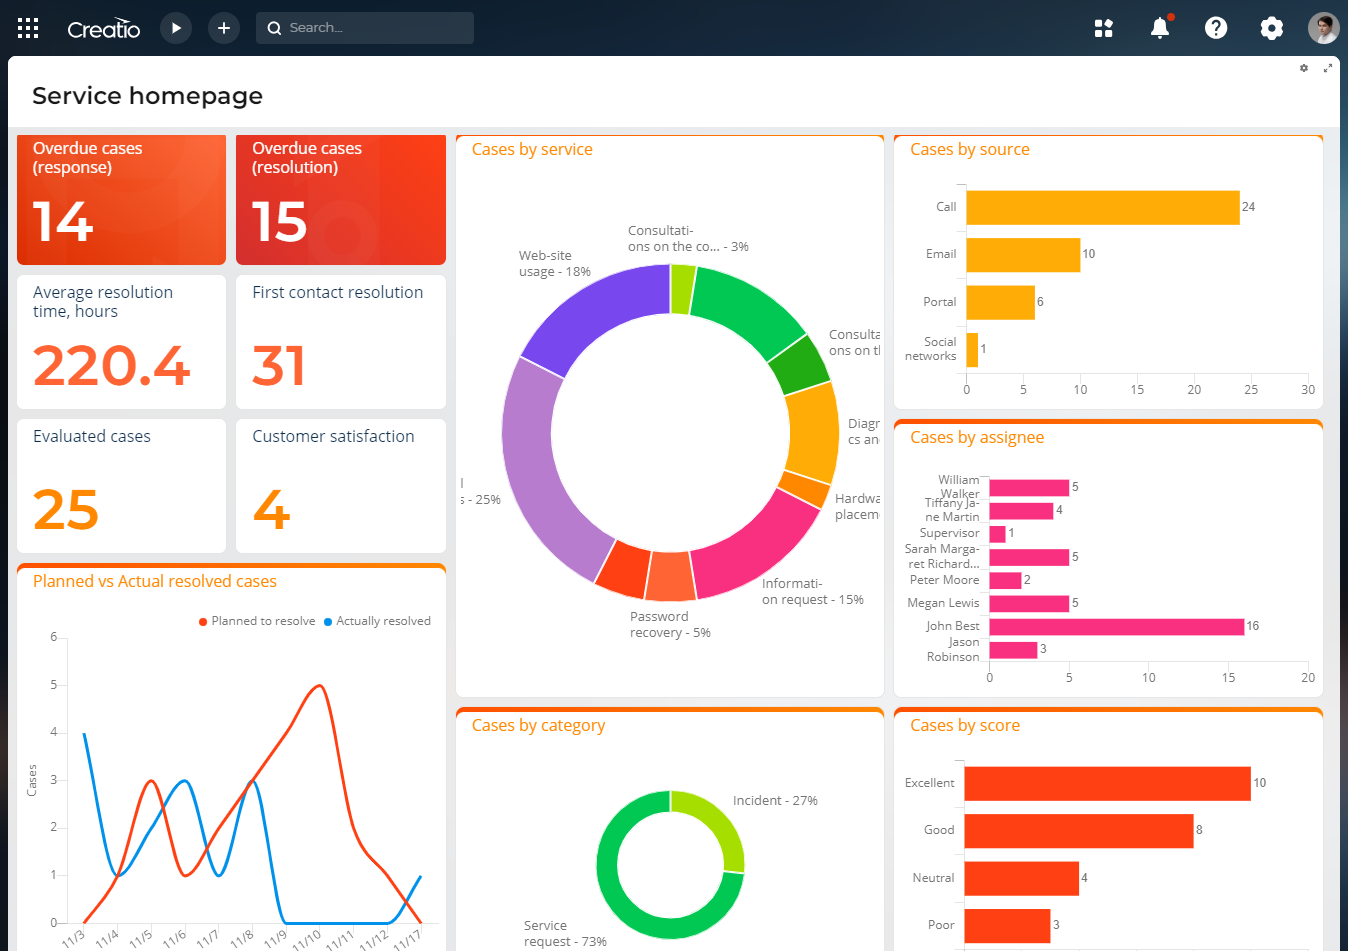 Creatio
Search...
Service homepage
Overdue cases
(response)
14
Overdue cases
(resolution)
15
Average resolution
time, hours
220.4
First contact resolution
31
Evaluated cases
25
Customer satisfaction
4
Planned vs Actual resolved cases
Planned to resolve
Actually resolved
Cases
6
5
4
3
2
1
0
11/3
11/4
11/5
11/6
11/7
11/8
11/9
11/10
11/11
11/12
11/17
Cases by service
Consultati-
ons on the co... - 3%
Web-site
usage - 18%
Consulta
ons on t
Diagr
cs an
Hardwa
placem
Informati-
on request - 15%
Password
recovery - 5%
s - 25%
Cases by category
Incident - 27%
Service
request - 73%
Cases by source
Call
24
Email
10
Portal
6
Social
networks
1
0
5
10
15
20
25
30
Cases by assignee
William
Walker
5
Tiffany Ja-
ne Martin
4
Supervisor
1
Sarah Marga-
ret Richard...
5
Peter Moore
2
Megan Lewis
5
John Best
16
Jason
Robinson
3
0
5
10
15
20
Cases by score
Excellent
10
Good
8
Neutral
4
Poor
3